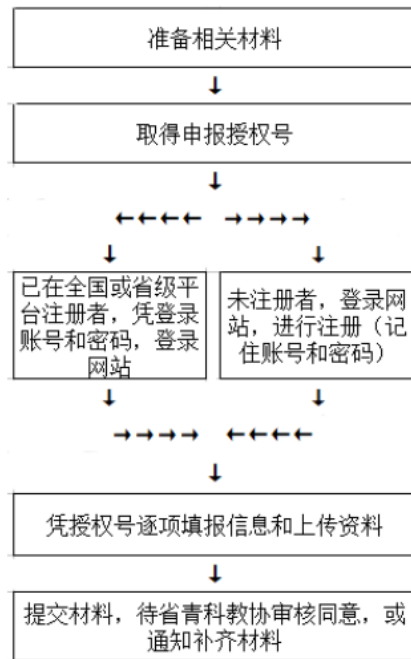 准备相关材料
↓
取得申报授权号
↓
←←←← →→→→
↓ ↓
已在全国或省级平
台注册者，凭登录
账号和密码，登录
网站
未注册者，登录网
站，进行注册（记
住账号和密码）
↓ ↓
→→→→ ←←←←
↓
凭授权号逐项填报信息和上传资料
↓
提交材料，待省青科教协审核同意，或
通知补齐材料